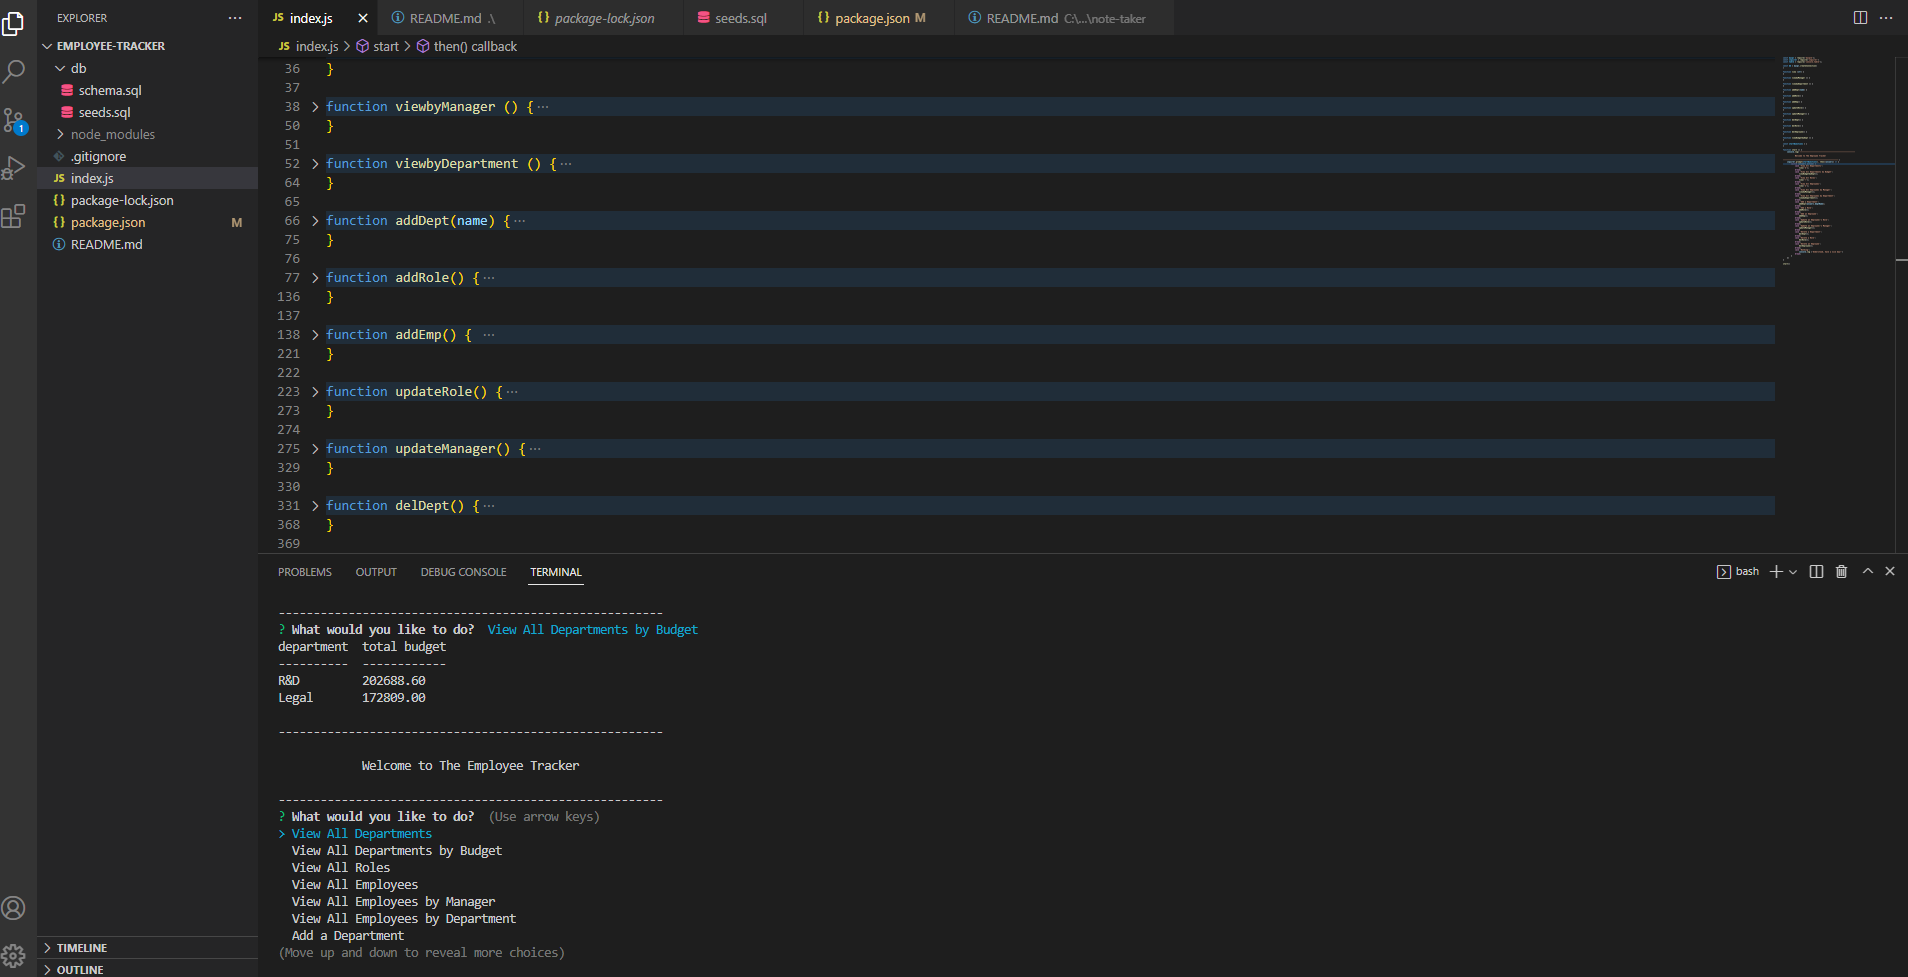 EXPLORER
EMPLOYEE-TRACKER
db
schema.sql
seeds.sql
node_modules
.gitignore
JS index.js
{} package-lock.json
{} package.json M
README.md
TIMELINE
OUTLINE
1
JS index.js
README.md .\
{} package-lock.json
seeds.sql
{} package.json M
README.md C:\...\note-taker
JS index.js > start > then() callback
36 }
37
38 function viewbyManager () {···
50 }
51
52 function viewbyDepartment () {···
64 }
65
66 function addDept(name) {···
75 }
76
77 function addRole() {···
136 }
137
138 function addEmp() { ···
221 }
222
223 function updateRole() {···
273 }
274
275 function updateManager() {···
329 }
330
331 function delDept() {···
368 }
369
PROBLEMS OUTPUT DEBUG CONSOLE TERMINAL
bash
-------------------------------------------------------
? What would you like to do? View All Departments by Budget
department total budget
---------- ------------
R&D 202688.60
Legal 172809.00
-------------------------------------------------------
Welcome to The Employee Tracker
-------------------------------------------------------
? What would you like to do? (Use arrow keys)
> View All Departments
View All Departments by Budget
View All Roles
View All Employees
View All Employees by Manager
View All Employees by Department
Add a Department
(Move up and down to reveal more choices)